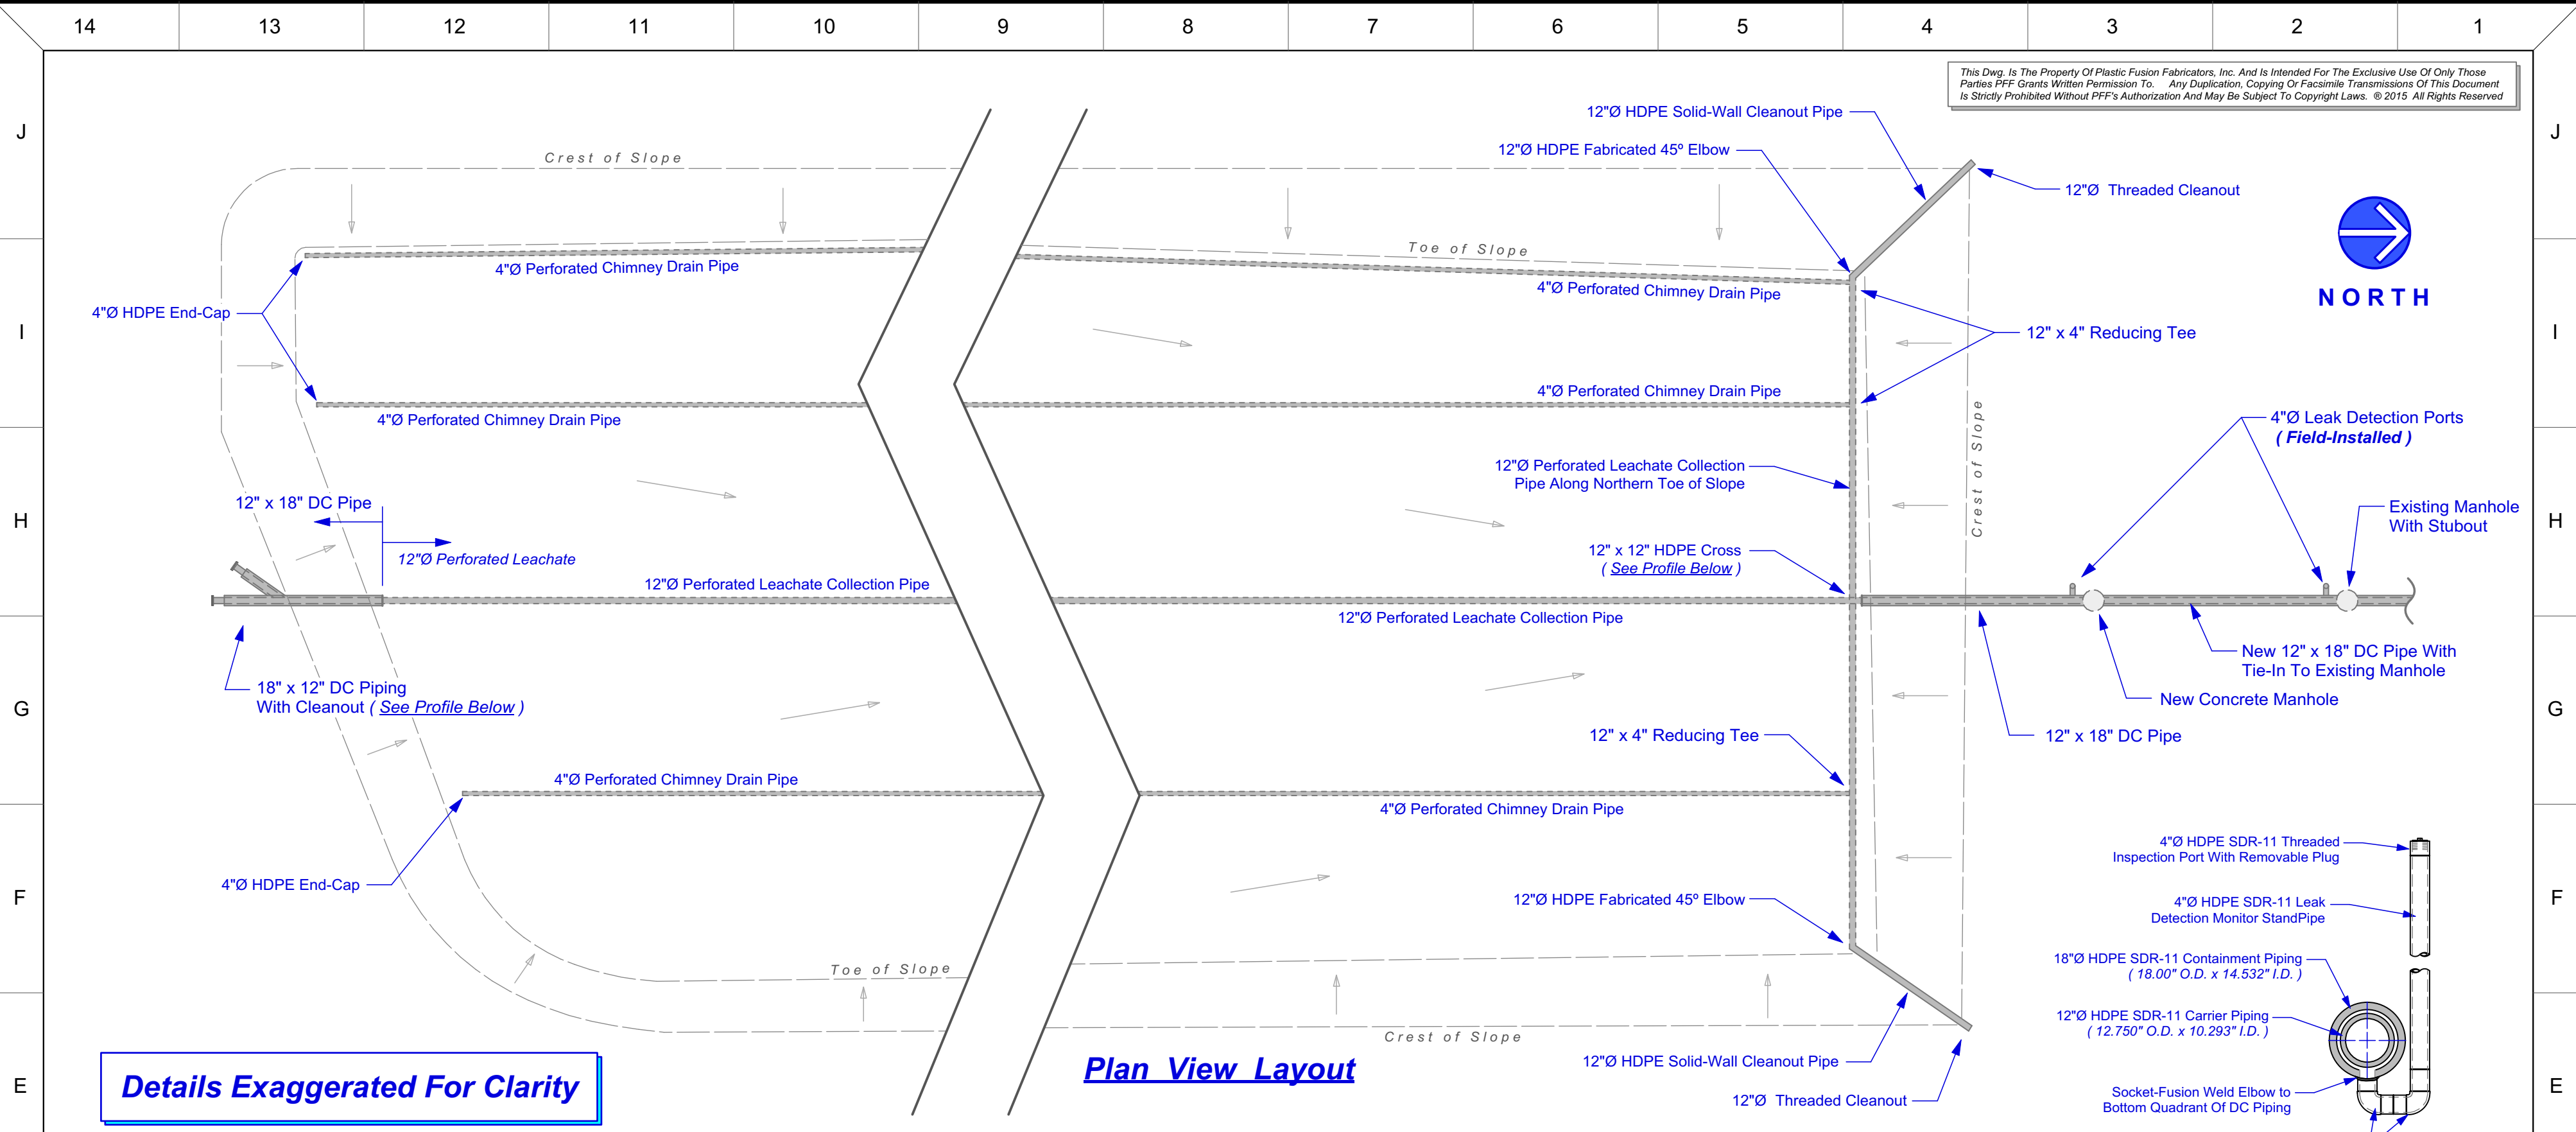 14 13 12 11 10 9 8 7 6 5 4 3 2 1
This Dwg. Is The Property Of Plastic Fusion Fabricators, Inc. And Is Intended For The Exclusive Use Of Only Those
Parties PFF Grants Written Permission To. Any Duplication, Copying Or Facsimile Transmissions Of This Document
Is Strictly Prohibited Without PFF's Authorization And May Be Subject To Copyright Laws. ® 2015 All Rights Reserved
J
J
12"Ø HDPE Solid-Wall Cleanout Pipe
12"Ø HDPE Fabricated 45º Elbow
Crest of Slope
12"Ø Threaded Cleanout
Toe of Slope
4"Ø Perforated Chimney Drain Pipe
4"Ø Perforated Chimney Drain Pipe
NORTH
4"Ø HDPE End-Cap
I
I
12" x 4" Reducing Tee
4"Ø Perforated Chimney Drain Pipe
4"Ø Perforated Chimney Drain Pipe
Crest of Slope
4"Ø Leak Detection Ports
( Field-Installed )
12"Ø Perforated Leachate Collection
Pipe Along Northern Toe of Slope
12" x 18" DC Pipe
Existing Manhole
With Stubout
H
H
12"Ø Perforated Leachate
12" x 12" HDPE Cross
( See Profile Below )
12"Ø Perforated Leachate Collection Pipe
12"Ø Perforated Leachate Collection Pipe
New 12" x 18" DC Pipe With
Tie-In To Existing Manhole
18" x 12" DC Piping
With Cleanout ( See Profile Below )
New Concrete Manhole
G
G
12" x 4" Reducing Tee
12" x 18" DC Pipe
4"Ø Perforated Chimney Drain Pipe
4"Ø Perforated Chimney Drain Pipe
4"Ø HDPE SDR-11 Threaded
Inspection Port With Removable Plug
4"Ø HDPE End-Cap
12"Ø HDPE Fabricated 45º Elbow
F
F
4"Ø HDPE SDR-11 Leak
Detection Monitor StandPipe
Toe of Slope
18"Ø HDPE SDR-11 Containment Piping
( 18.00" O.D. x 14.532" I.D. )
12"Ø HDPE SDR-11 Carrier Piping
( 12.750" O.D. x 10.293" I.D. )
Crest of Slope
12"Ø HDPE Solid-Wall Cleanout Pipe
Details Exaggerated For Clarity
Plan View Layout
E
E
12"Ø Threaded Cleanout
Socket-Fusion Weld Elbow to
Bottom Quadrant Of DC Piping